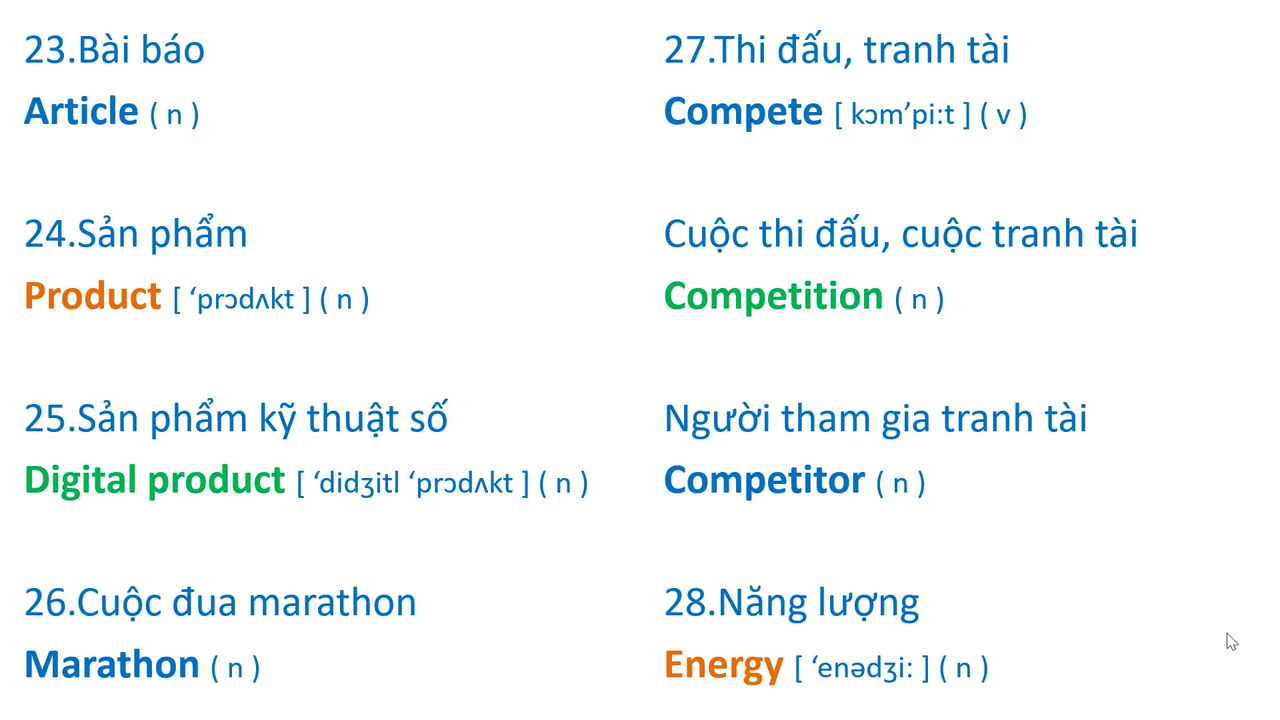 23.Bài báo
Article ( n )
24.Sản phẩm
Product [ ‘prɔdʌkt ] ( n )
25.Sản phẩm kỹ thuật số
Digital product [ ‘didʒitl ‘prɔdʌkt ] ( n )
26.Cuộc đua marathon
Marathon ( n )
27.Thi đấu, tranh tài
Compete [ kɔm’pi:t ] ( v )
Cuộc thi đấu, cuộc tranh tài
Competition ( n )
Người tham gia tranh tài
Competitor ( n )
28.Năng lượng
Energy [ ‘enədʒi: ] ( n )